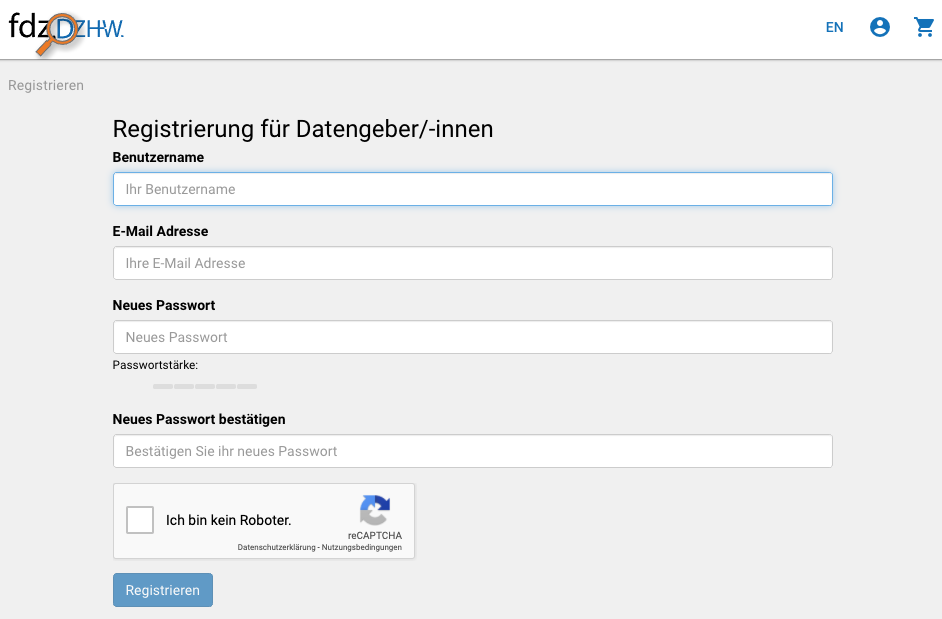 fdz.DZHW.
EN
Registrieren
Registrierung für Datengeber/-innen
Benutzername
Ihr Benutzername
E-Mail Adresse
Ihre E-Mail Adresse
Neues Passwort
Neues Passwort
Passwortstärke:
Neues Passwort bestätigen
Bestätigen Sie ihr neues Passwort
Ich bin kein Roboter.
reCAPTCHA
Datenschutzerklärung - Nutzungsbedingungen
Registrieren